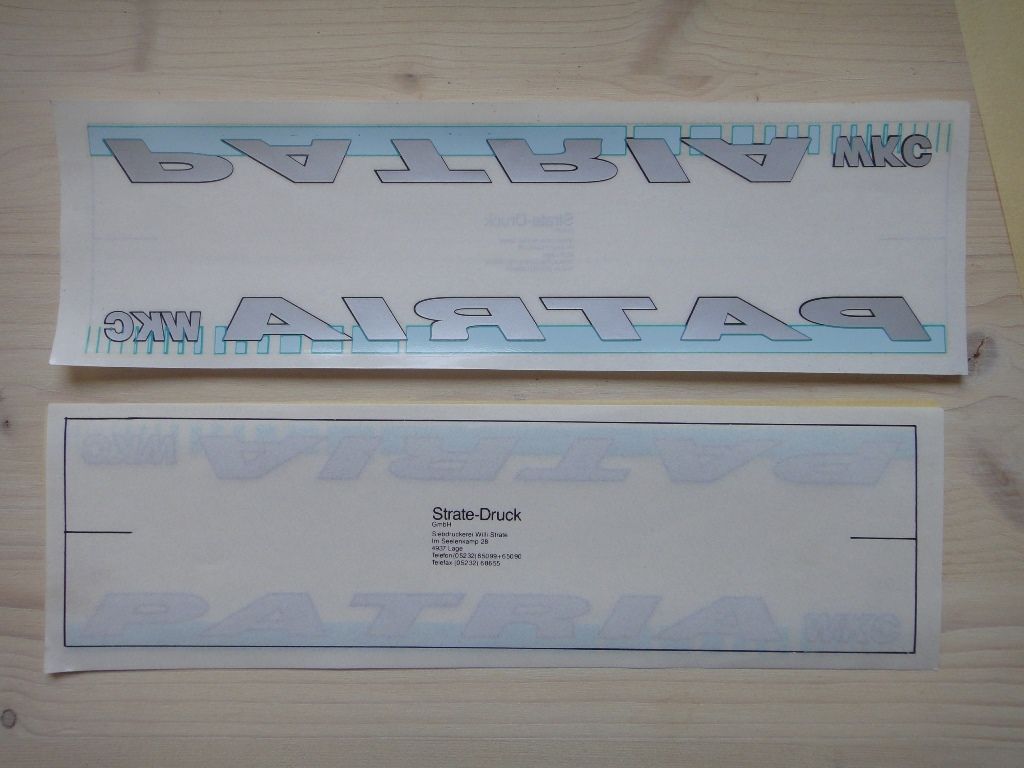 PATRIA MKC
PATRIA MKC
Strate-Druck
GmbH
Siebdruckerei Willi Strate
Im Seelenkamp 28
4937 Lage
Telefon (05232) 65099+65090
Telefax (05232) 68655